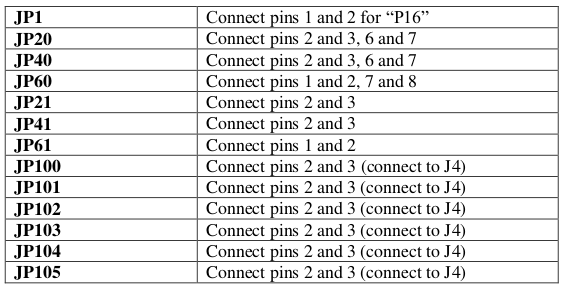 JP1 Connect pins 1 and 2 for “P16”
JP20 Connect pins 2 and 3, 6 and 7
JP40 Connect pins 2 and 3, 6 and 7
JP60 Connect pins 1 and 2, 7 and 8
JP21 Connect pins 2 and 3
JP41 Connect pins 2 and 3
JP61 Connect pins 1 and 2
JP100 Connect pins 2 and 3 (connect to J4)
JP101 Connect pins 2 and 3 (connect to J4)
JP102 Connect pins 2 and 3 (connect to J4)
JP103 Connect pins 2 and 3 (connect to J4)
JP104 Connect pins 2 and 3 (connect to J4)
JP105 Connect pins 2 and 3 (connect to J4)